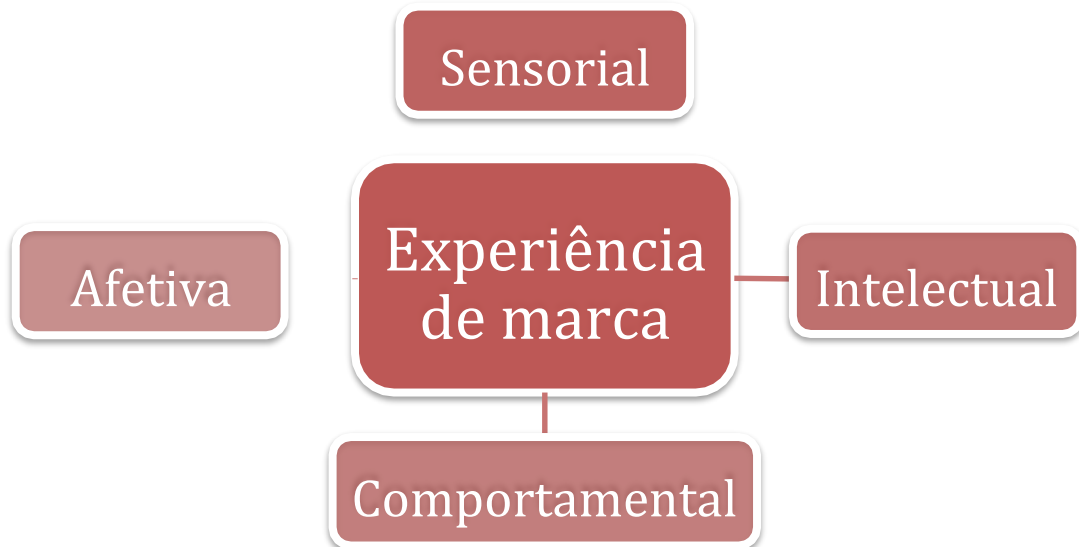 Sensorial
Afetiva
Experiência
de marca
Intelectual
Comportamental